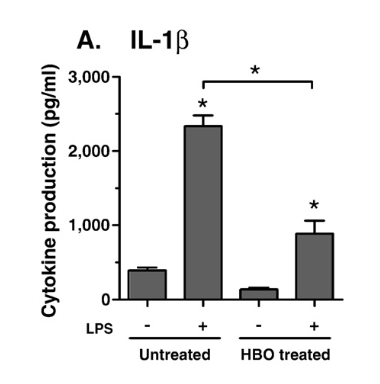 A. IL-1β
Cytokine production (pg/ml)
3,000
*
*
2,000
*
1,000
0
LPS - + - +
Untreated HBO treated